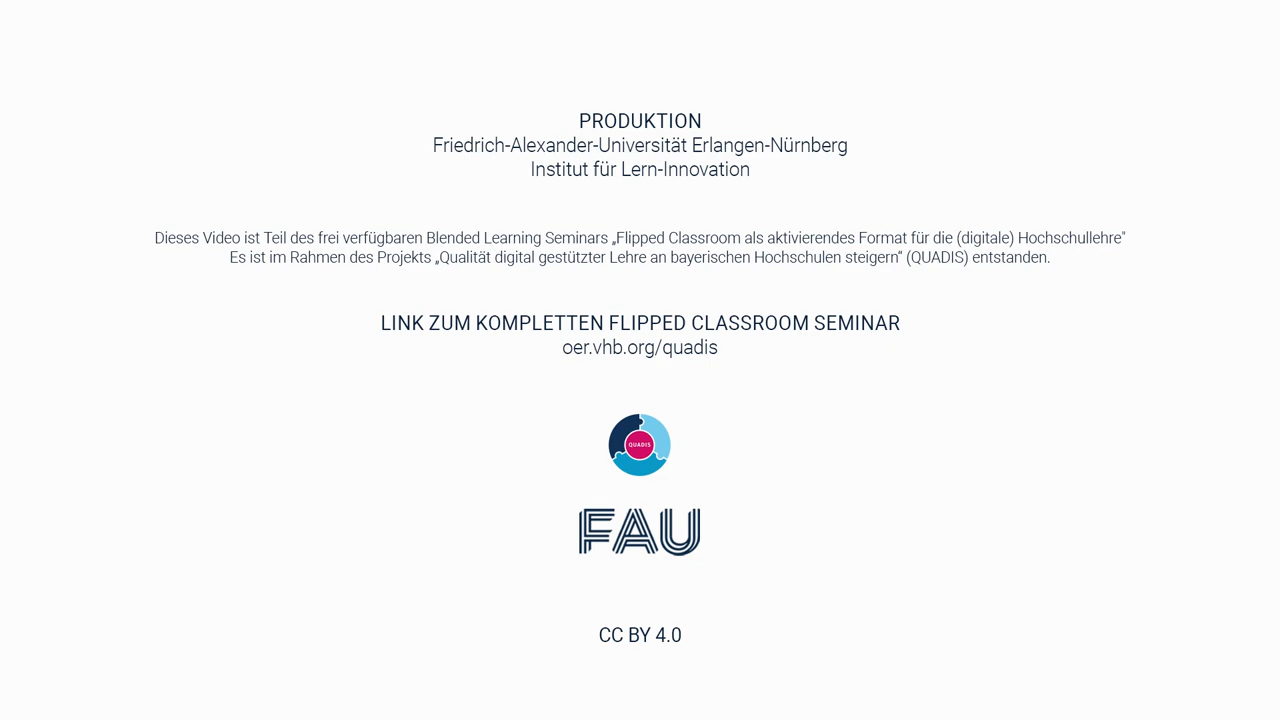 PRODUKTION
Friedrich-Alexander-Universität Erlangen-Nürnberg
Institut für Lern-Innovation
Dieses Video ist Teil des frei verfügbaren Blended Learning Seminars „Flipped Classroom als aktivierendes Format für die (digitale) Hochschullehre"
Es ist im Rahmen des Projekts „Qualität digital gestützter Lehre an bayerischen Hochschulen steigern“ (QUADIS) entstanden.
LINK ZUM KOMPLETTEN FLIPPED CLASSROOM SEMINAR
oer.vhb.org/quadis
QUADIS
FAU
CC BY 4.0